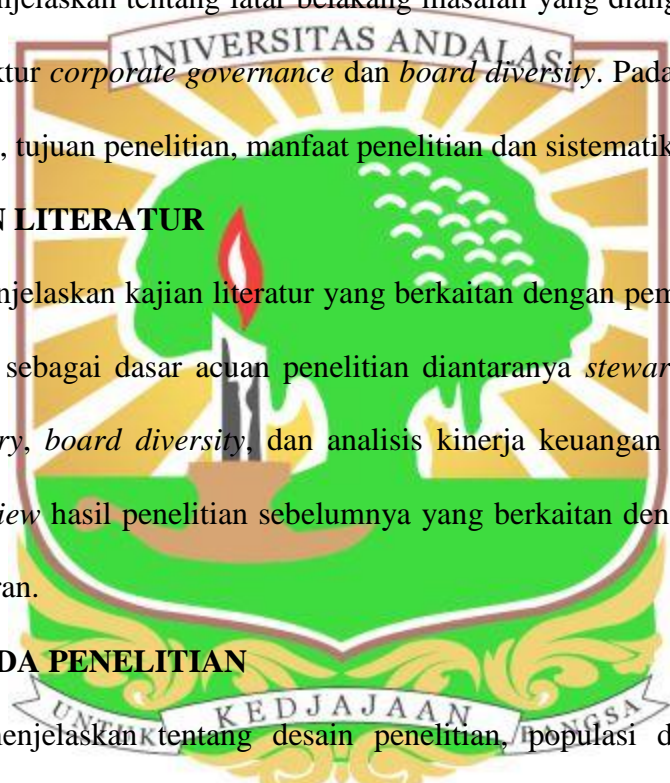 njelaskan tentang latar belakang masalah yang diang
UNIVERSITAS ANDALAS
ktur corporate governance dan board diversity. Pada
, tujuan penelitian, manfaat penelitian dan sistematik
N LITERATUR
njelaskan kajian literatur yang berkaitan dengan pem
sebagai dasar acuan penelitian diantaranya stewar
ry, board diversity, dan analisis kinerja keuangan
iew hasil penelitian sebelumnya yang berkaitan den
ran.
DA PENELITIAN
UNTUK KEDJAJAAN BANGSA
menjelaskan tentang desain penelitian, populasi d